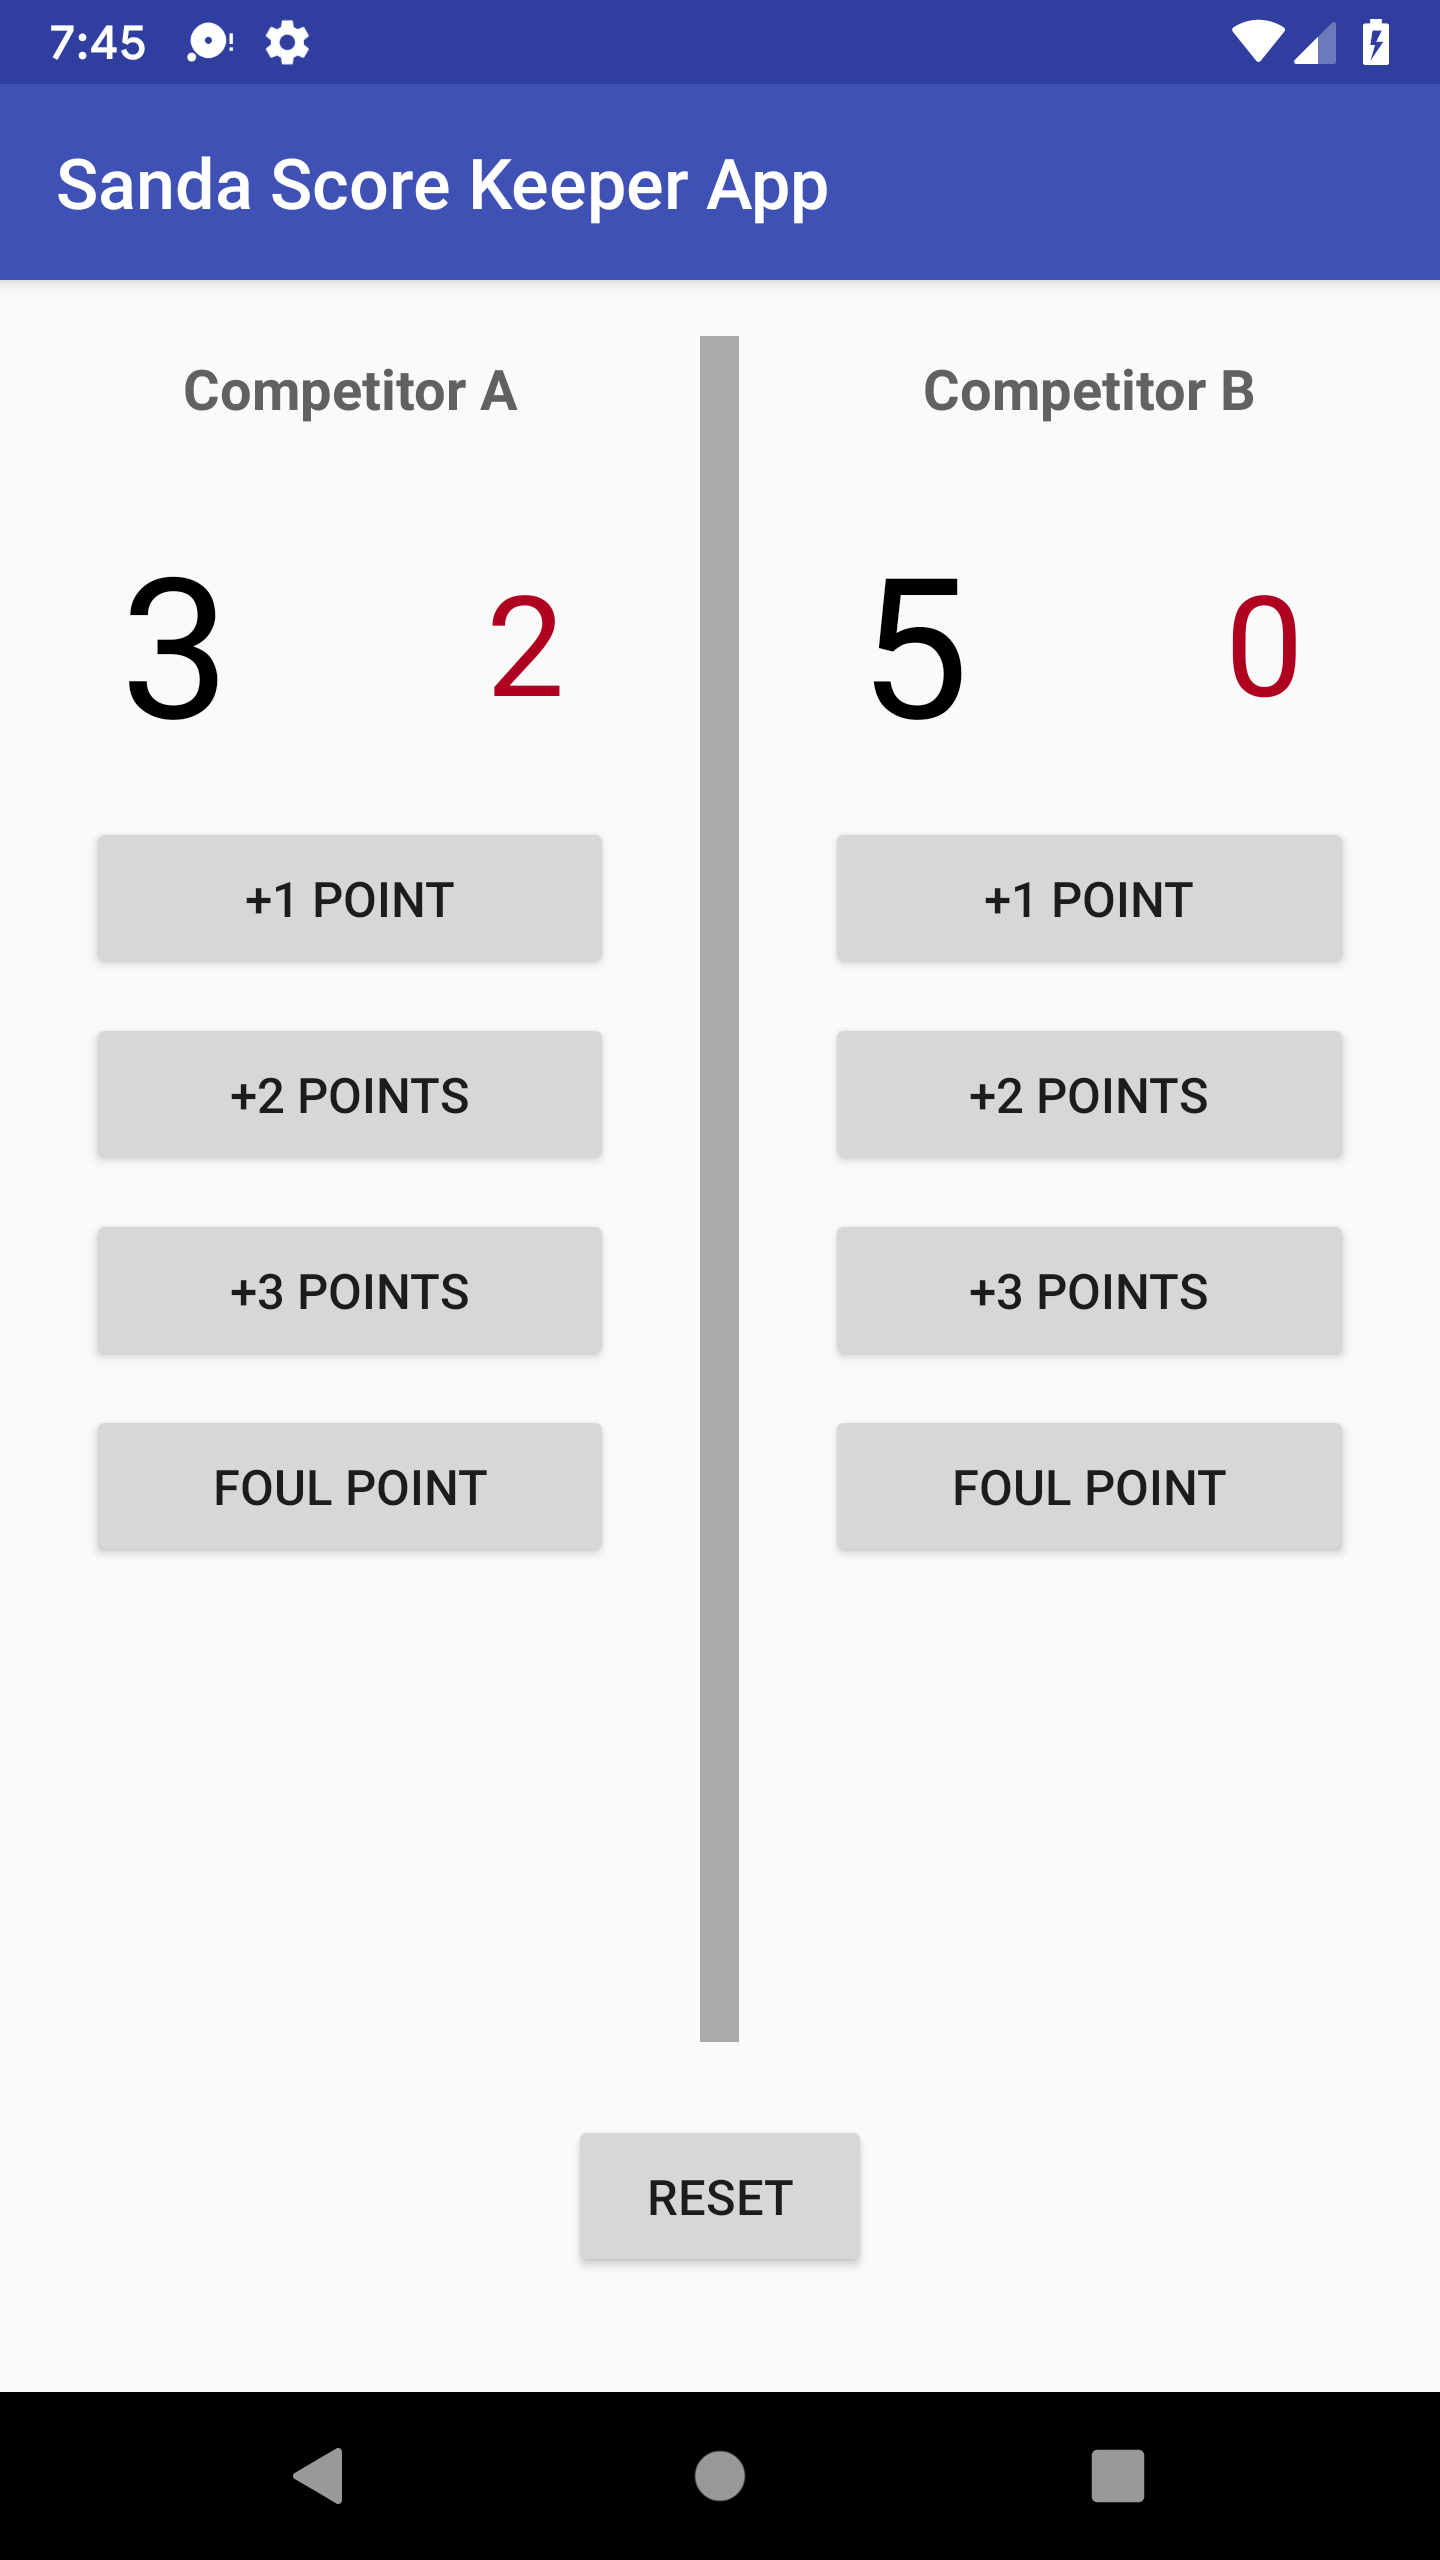 7:45
Sanda Score Keeper App
Competitor A
Competitor B
3
2
5
0
+1 POINT
+1 POINT
+2 POINTS
+2 POINTS
+3 POINTS
+3 POINTS
FOUL POINT
FOUL POINT
RESET